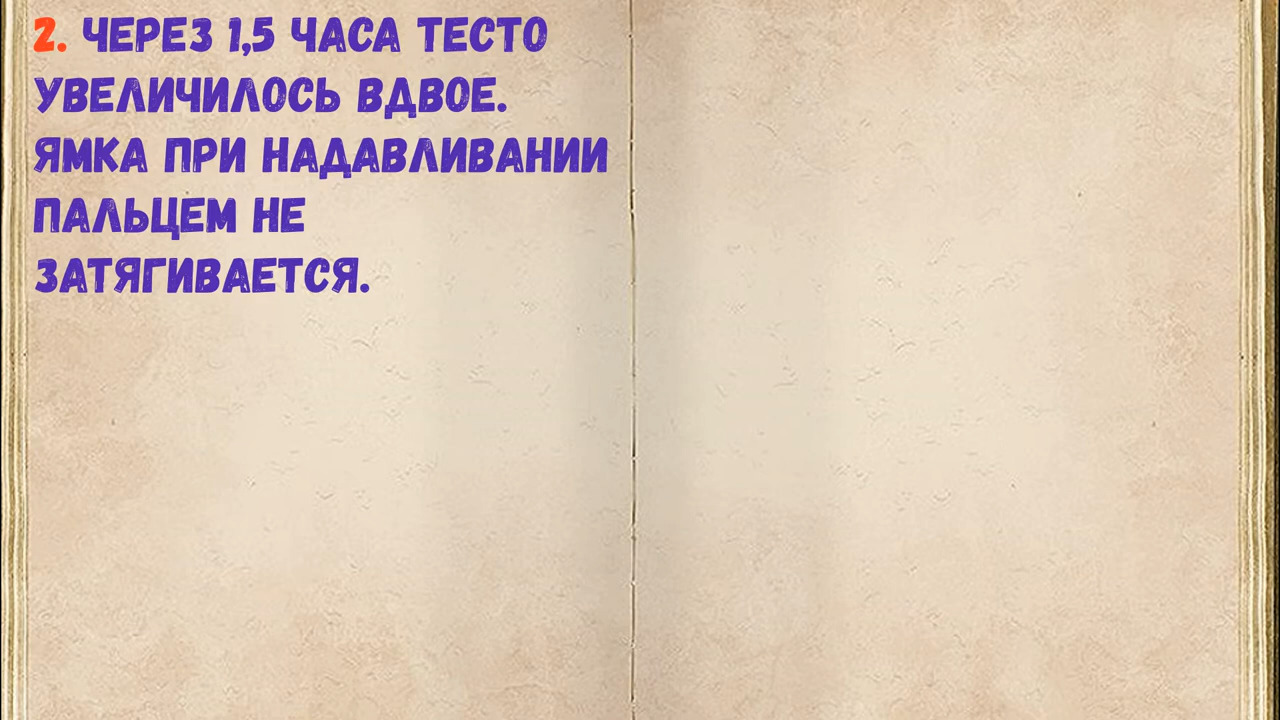 2. ЧЕРЕЗ 1,5 ЧАСА ТЕСТО
УВЕЛИЧИЛОСЬ ВДВОЕ.
ЯМКА ПРИ НАДАВЛИВАНИИ
ПАЛЬЦЕМ НЕ
ЗАТЯГИВАЕТСЯ.